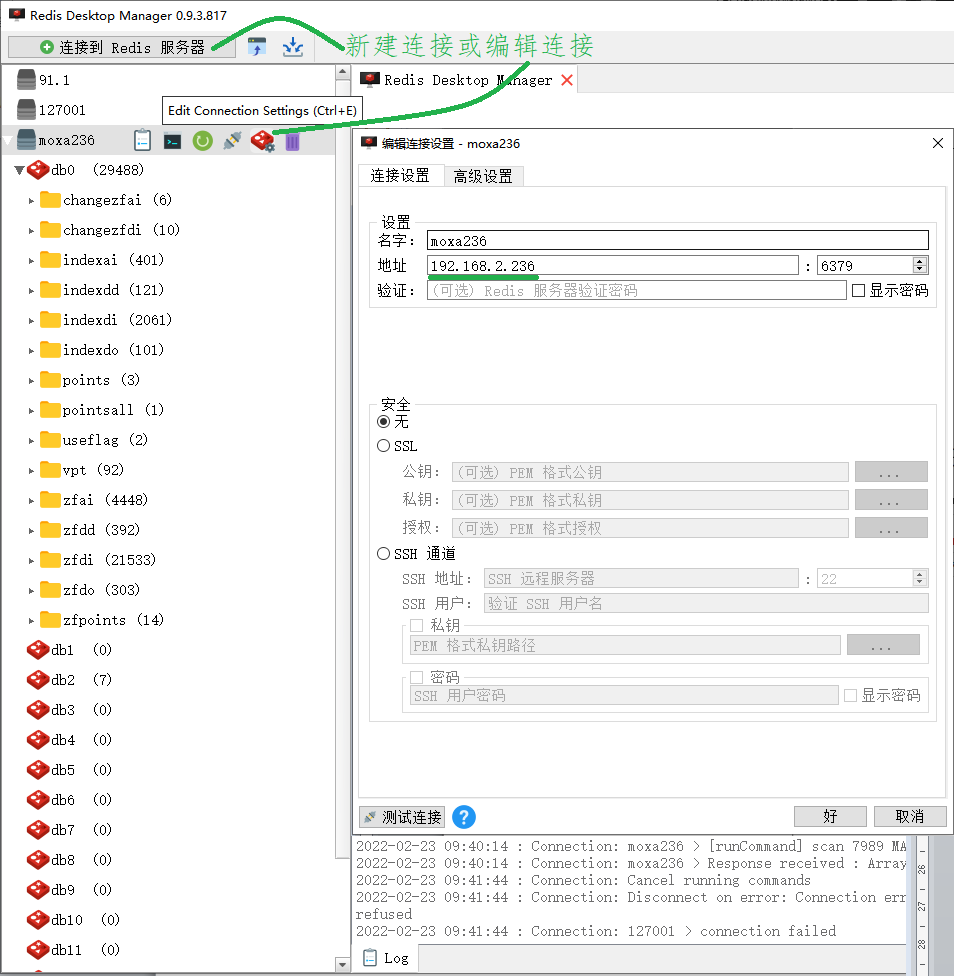 Redis Desktop Manager 0.9.3.817
连接到 Redis 服务器
新建连接或编辑连接
91.1
Redis Desktop Manager
127001
Edit Connection Settings (Ctrl+E)
moxa236
编辑连接设置 - moxa236
连接设置 高级设置
设置
名字: moxa236
地址 192.168.2.236 : 6379
验证: (可选) Redis 服务器验证密码 显示密码
安全
无
SSL
公钥: (可选) PEM 格式公钥 ...
私钥: (可选) PEM 格式私钥 ...
授权: (可选) PEM 格式授权 ...
SSH 通道
SSH 地址: SSH 远程服务器 : 22
SSH 用户: 验证 SSH 用户名
私钥
PEM 格式私钥路径 ...
密码
SSH 用户密码 显示密码
测试连接 ? 好 取消
db0 (29488)
changezfai (6)
changezfdi (10)
indexai (401)
indexdd (121)
indexdi (2061)
indexdo (101)
points (3)
pointsall (1)
useflag (2)
vpt (92)
zfai (4448)
zfdd (392)
zfdi (21533)
zfdo (303)
zfpoints (14)
db1 (0)
db2 (7)
db3 (0)
db4 (0)
db5 (0)
db6 (0)
db7 (0)
db8 (0)
db9 (0)
db10 (0)
db11 (0)
2022-02-23 09:40:14 : Connection: moxa236 > [runCommand] scan 7989 MA
2022-02-23 09:40:14 : Connection: moxa236 > Response received : Array
2022-02-23 09:41:44 : Connection: Cancel running commands
2022-02-23 09:41:44 : Connection: Disconnect on error: Connection err
refused
2022-02-23 09:41:44 : Connection: 127001 > connection failed
Log
26
27
28